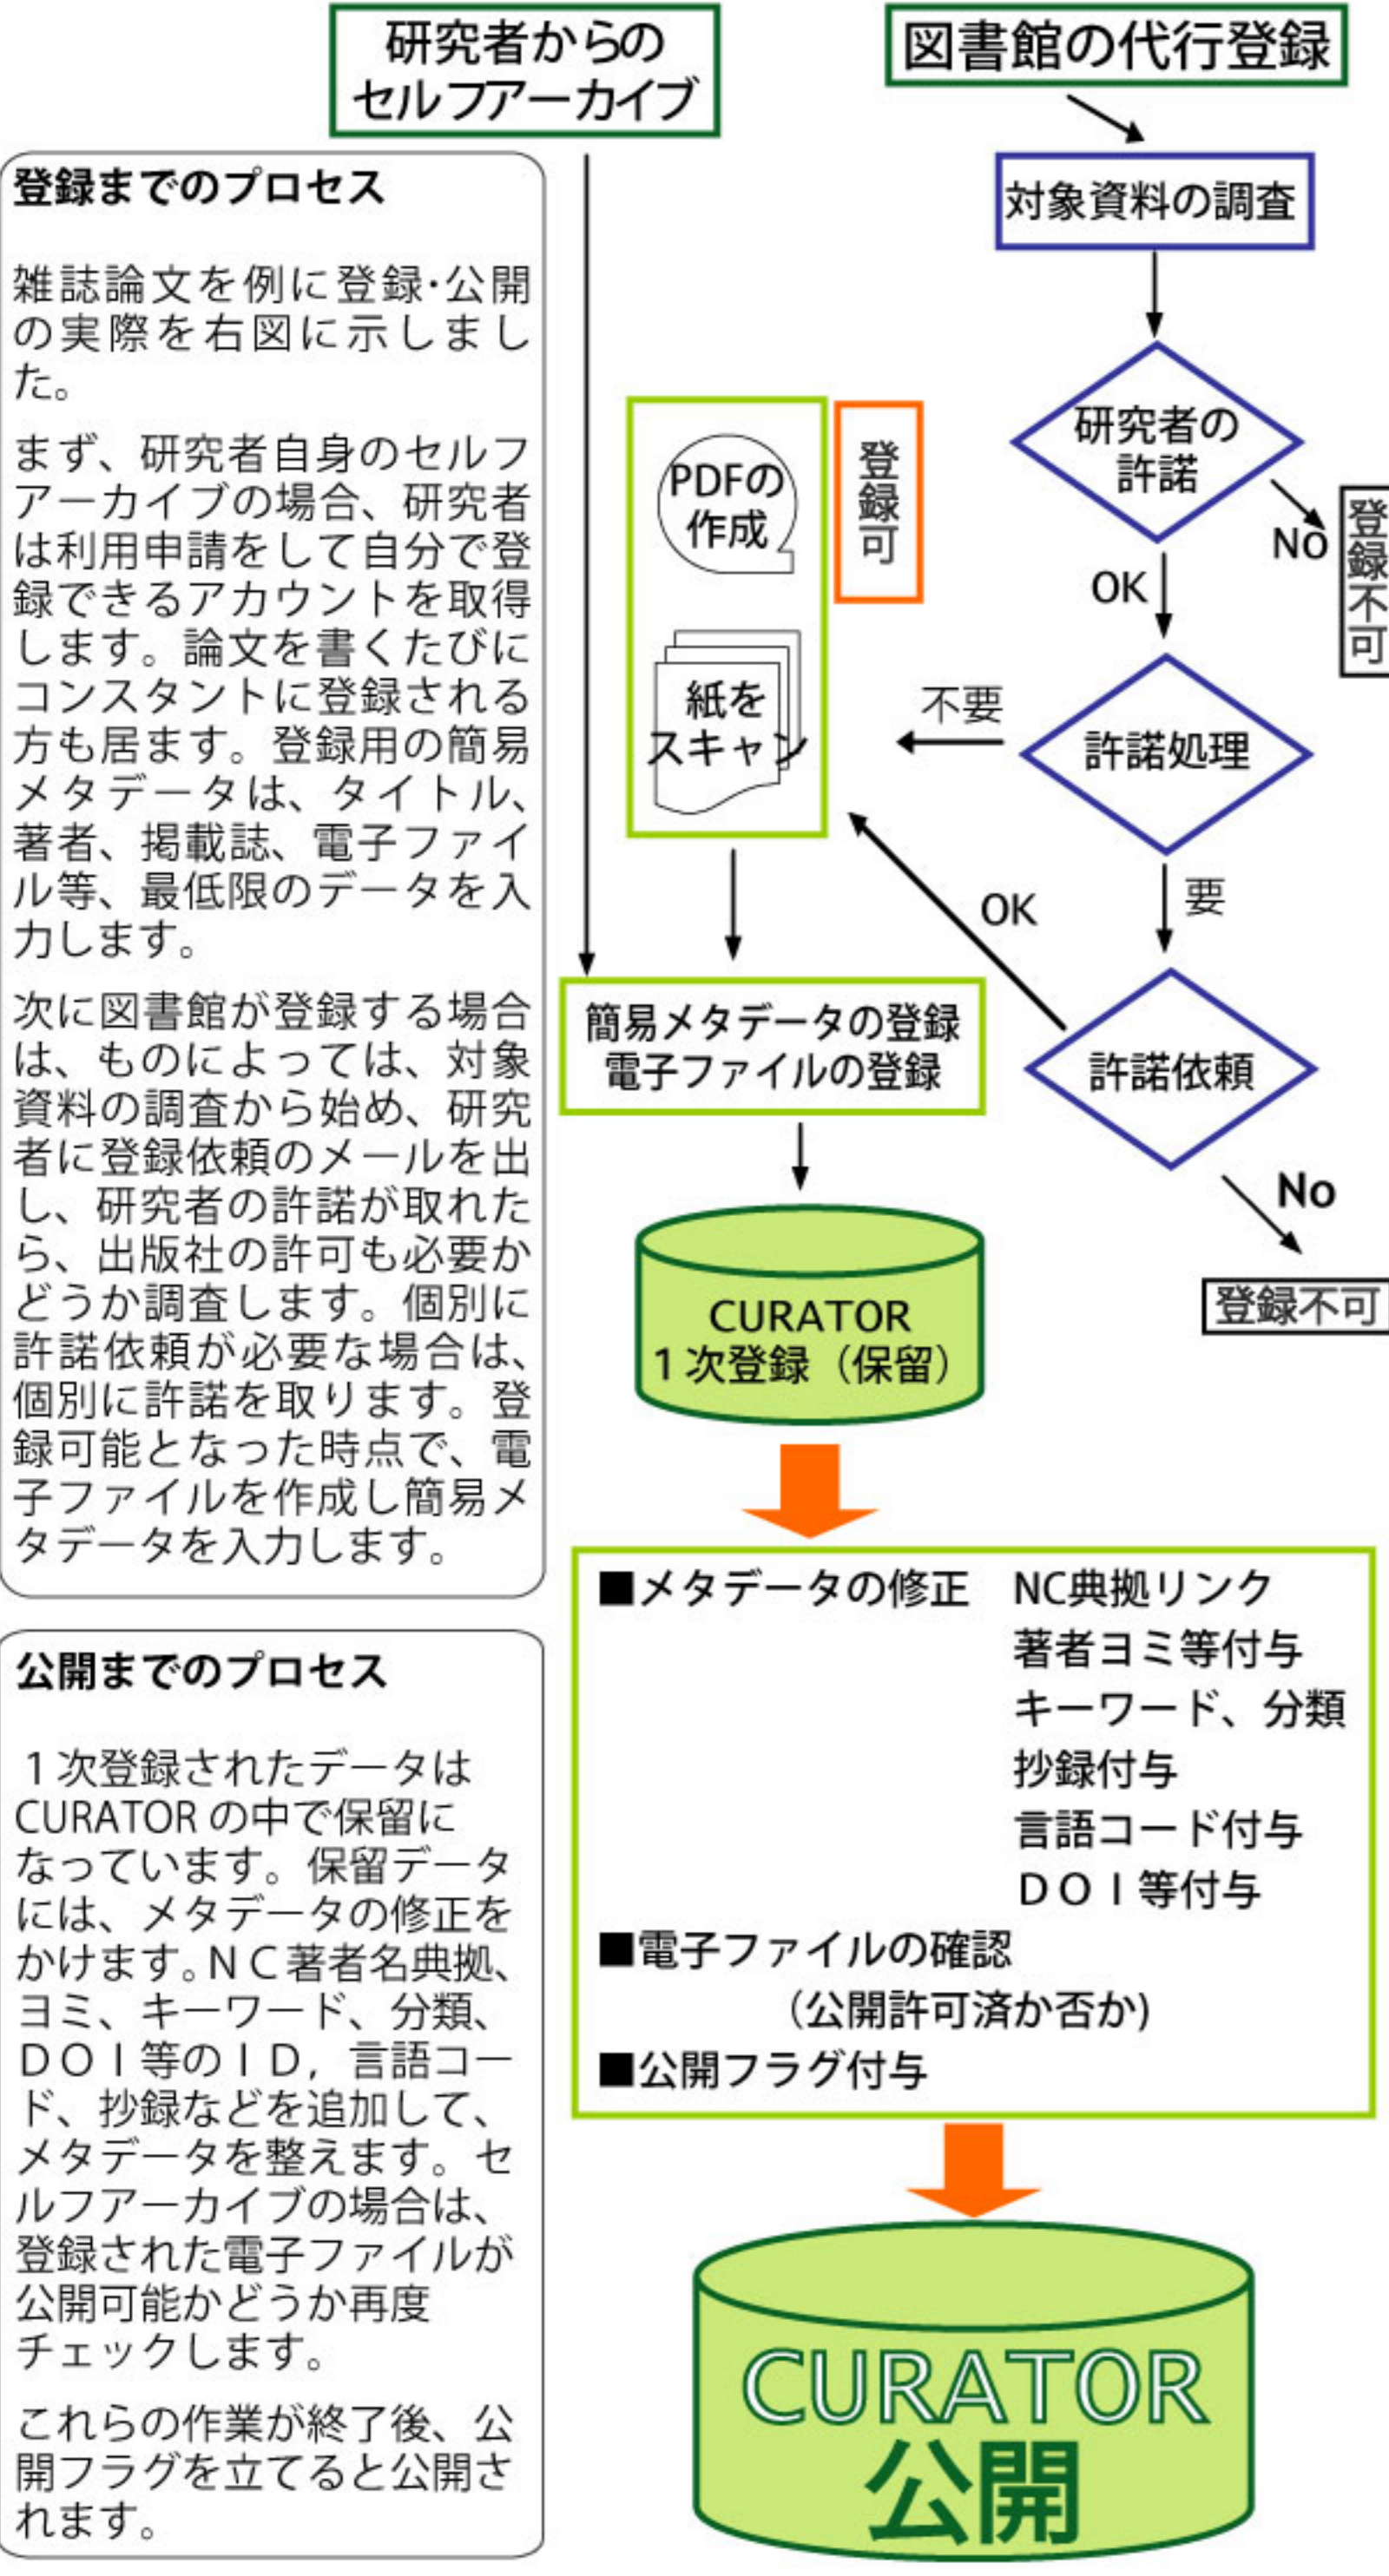 研究者からの
セルフアーカイブ
図書館の代行登録
登録までのプロセス
雑誌論文を例に登録・公開
の実際を右図に示しまし
た。
まず、研究者自身のセルフ
アーカイブの場合、研究者
は利用申請をして自分で登
録できるアカウントを取得
します。論文を書くたびに
コンスタントに登録される
方も居ます。登録用の簡易
メタデータは、タイトル、
著者、掲載誌、電子ファイ
ル等、最低限のデータを入
力します。
次に図書館が登録する場合
は、ものによっては、対象
資料の調査から始め、研究
者に登録依頼のメールを出
し、研究者の許諾が取れた
ら、出版社の許可も必要か
どうか調査します。個別に
許諾依頼が必要な場合は、
個別に許諾を取ります。登
録可能となった時点で、電
子ファイルを作成し簡易メ
タデータを入力します。
対象資料の調査
研究者の
許諾
NO
登録不可
OK
許諾処理
不要
要
許諾依頼
OK
No
登録不可
登録可
PDFの
作成
紙を
スキャン
簡易メタデータの登録
電子ファイルの登録
CURATOR
1次登録（保留）
公開までのプロセス
1次登録されたデータは
CURATOR の中で保留に
なっています。保留データ
には、メタデータの修正を
かけます。NC著者名典拠、
ヨミ、キーワード、分類、
DOI等のID, 言語コー
ド、抄録などを追加して、
メタデータを整えます。セ
ルフアーカイブの場合は、
登録された電子ファイルが
公開可能かどうか再度
チェックします。
これらの作業が終了後、公
開フラグを立てると公開さ
れます。
■メタデータの修正 NC典拠リンク
著者ヨミ等付与
キーワード、分類
抄録付与
言語コード付与
DOI等付与
■電子ファイルの確認
（公開許可済か否か)
■公開フラグ付与
CURATOR
公開